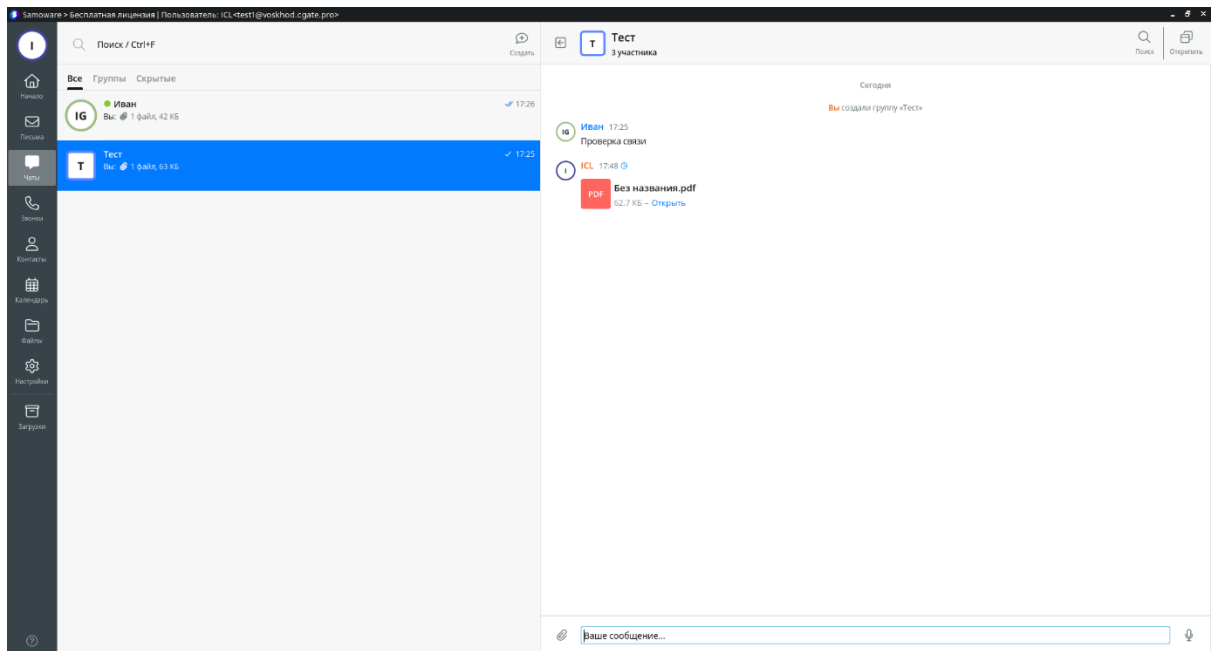 Samoware > Бесплатная лицензия | Пользователь: ICL<test1@voskhod.cgate.pro>
I
Начало
Письма
Чаты
Звонки
Контакты
Календарь
Файлы
Настройки
Загрузки
Поиск / Ctrl+F
Создать
Все Группы Скрытые
IG
Иван
17:26
Вы: 1 файл, 42 КБ
T
Тест
17:25
Вы: 1 файл, 63 КБ
T
Тест
3 участника
Поиск
Открепить
Сегодня
Вы создали группу «Тест»
IG
Иван 17:25
Проверка связи
I
ICL 17:48
PDF
Без названия.pdf
62.7 КБ – Открыть
Ваше сообщение...
?